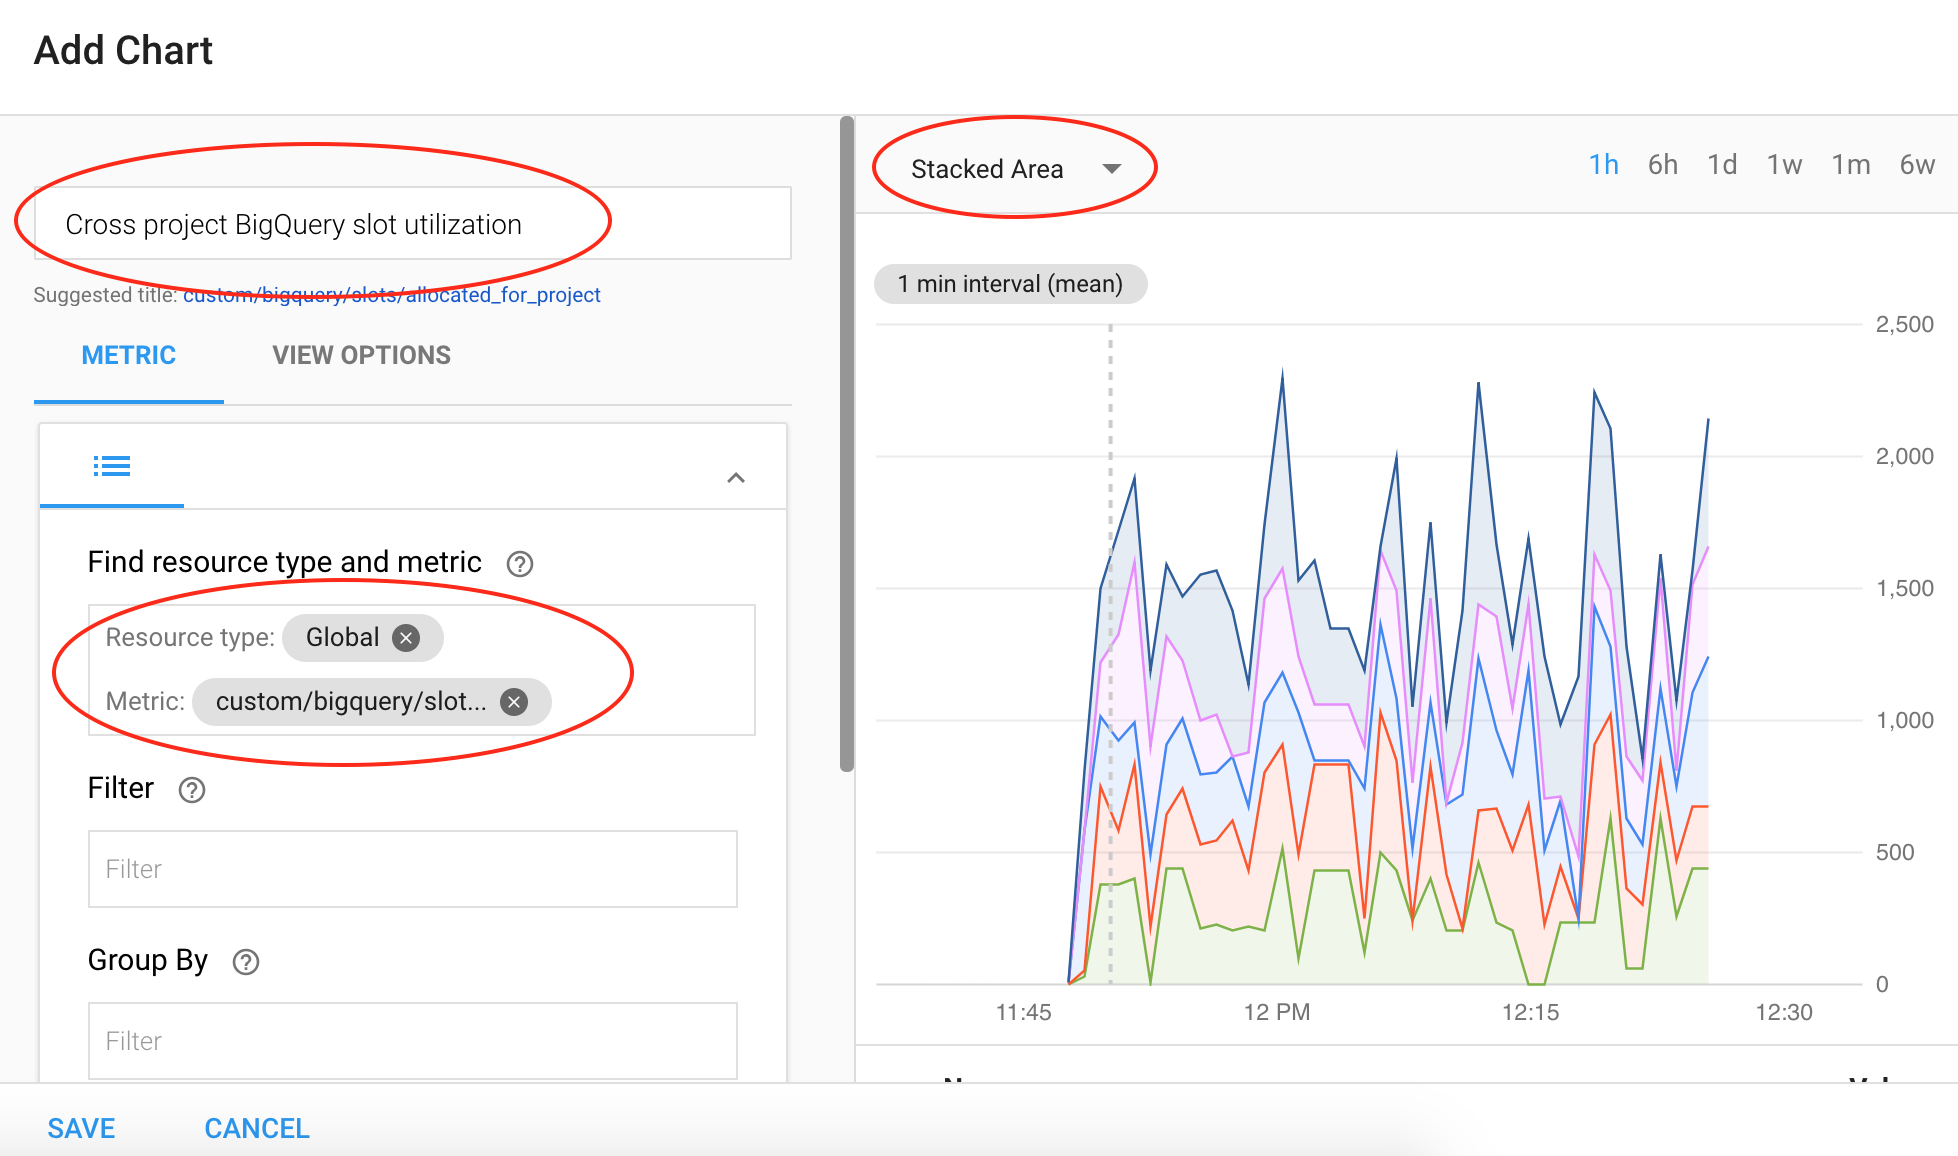 Add Chart
Cross project BigQuery slot utilization
Suggested title: custom/bigquery/slots/allocated_for_project
METRIC
VIEW OPTIONS
Find resource type and metric ?
Resource type: Global
Metric: custom/bigquery/slot...
Filter ?
Filter
Group By ?
Filter
SAVE
CANCEL
Stacked Area
1h 6h 1d 1w 1m 6w
1 min interval (mean)
2,500
2,000
1,500
1,000
500
0
11:45
12 PM
12:15
12:30